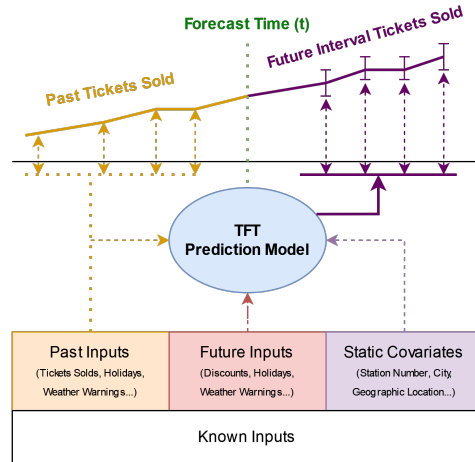 Forecast Time (t)
Past Tickets Sold
Future Interval Tickets Sold
TFT
Prediction Model
Past Inputs
(Tickets Solds, Holidays,
Weather Warnings...)
Future Inputs
(Discounts, Holidays,
Weather Warnings...)
Static Covariates
(Station Number, City,
Geographic Location...)
Known Inputs